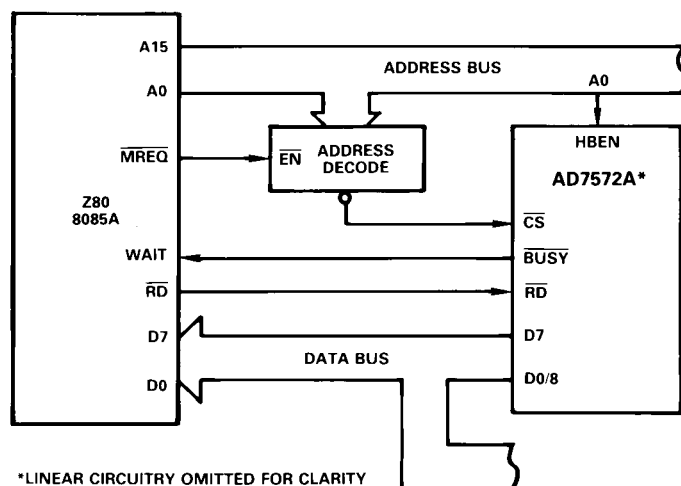 A15
ADDRESS BUS
A0
A0
MREQ
EN
ADDRESS
DECODE
HBEN
AD7572A*
Z80
8085A
CS
WAIT
BUSY
RD
RD
D7
D7
DATA BUS
D0
D0/8
*LINEAR CIRCUITRY OMITTED FOR CLARITY